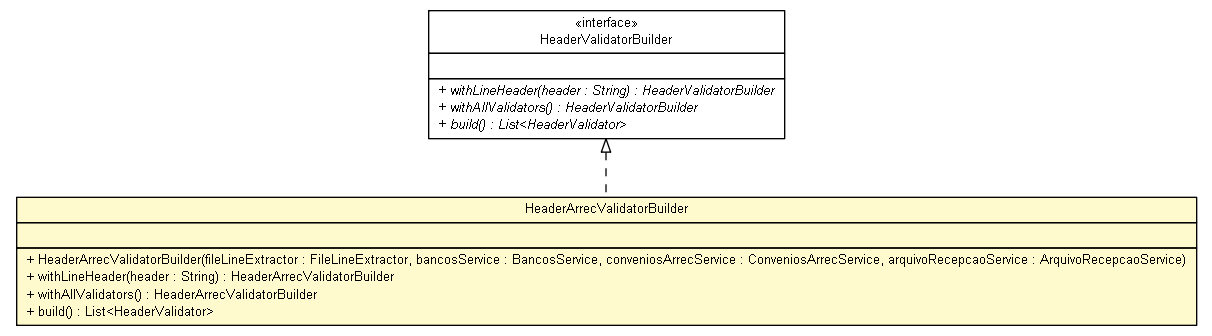 «interface»
HeaderValidatorBuilder
+ withLineHeader(header : String) : HeaderValidatorBuilder
+ withAllValidators() : HeaderValidatorBuilder
+ build() : List<HeaderValidator>
HeaderArrecValidatorBuilder
+ HeaderArrecValidatorBuilder(fileLineExtractor : FileLineExtractor, bancosService : BancosService, conveniosArrecService : ConveniosArrecService, arquivoRecepcaoService : ArquivoRecepcaoService)
+ withLineHeader(header : String) : HeaderArrecValidatorBuilder
+ withAllValidators() : HeaderArrecValidatorBuilder
+ build() : List<HeaderValidator>